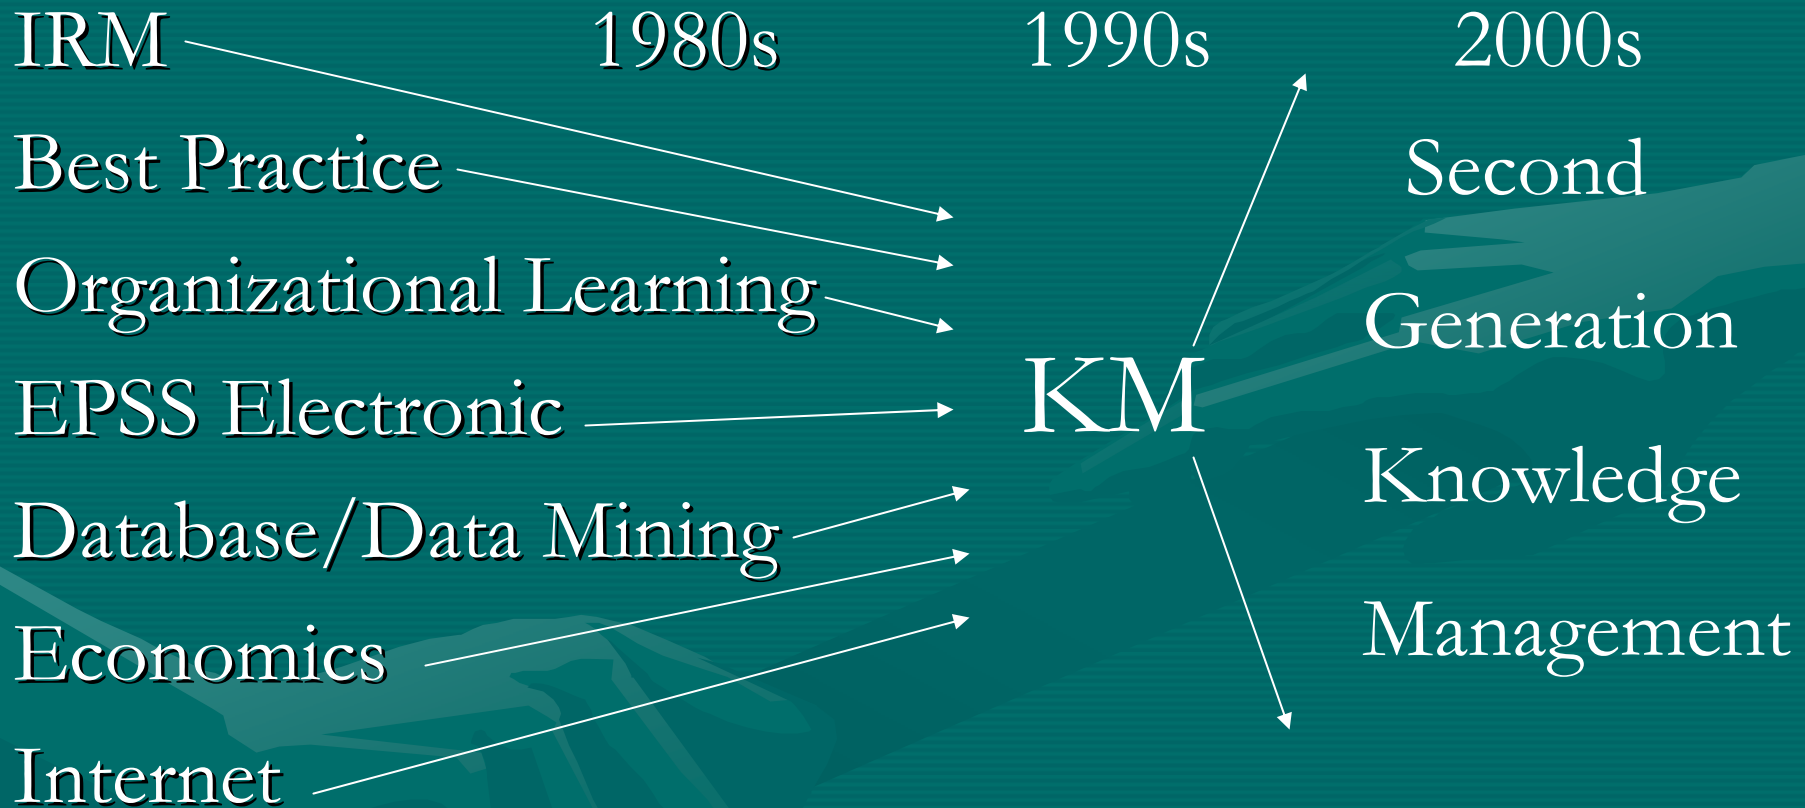 IRM 1980s 1990s 2000s
Best Practice
Organizational Learning
EPSS Electronic
Database/Data Mining
Economics
Internet
KM
Second
Generation
Knowledge
Management